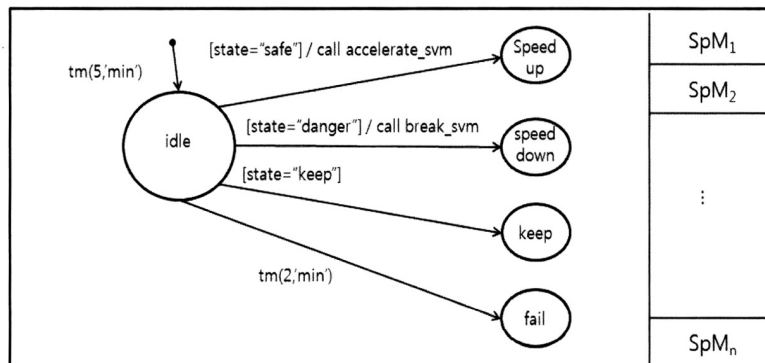 [state="safe"] / call accelerate_svm
Speed
up
SpM1
tm(5,'min')
SpM2
idle
[state="danger"] / call break_svm
speed
down
[state="keep"]
⋮
keep
tm(2,'min')
fail
SpMn